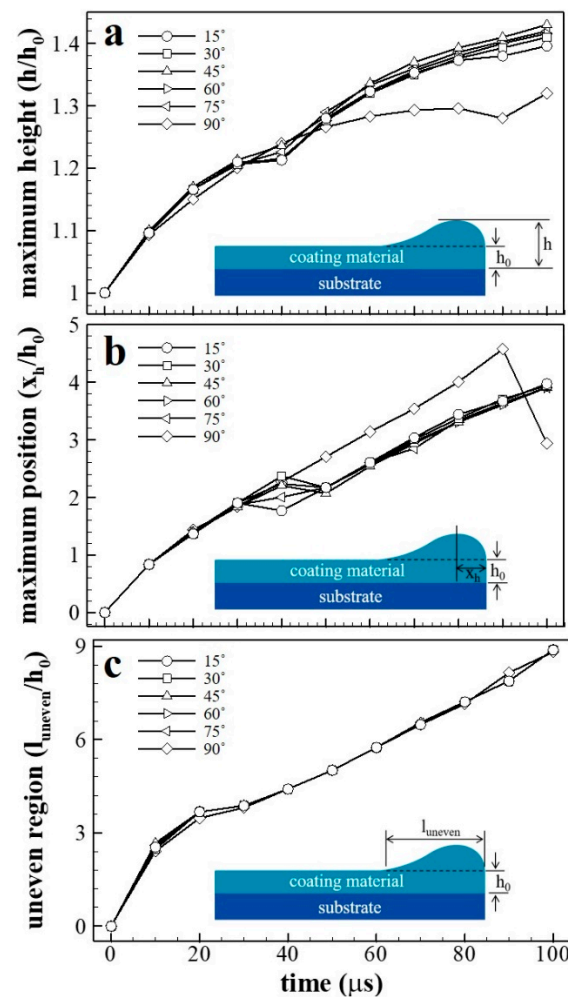 a
15°
30°
45°
60°
75°
90°
maximum height (h/h0)
1.4
1.3
1.2
1.1
1
coating material
substrate
h0
h
b
15°
30°
45°
60°
75°
90°
maximum position (xh/h0)
5
4
3
2
1
0
coating material
substrate
xh
h0
c
15°
30°
45°
60°
75°
90°
uneven region (luneven/h0)
9
6
3
0
luneven
coating material
substrate
h0
0 20 40 60 80 100
time (μs)